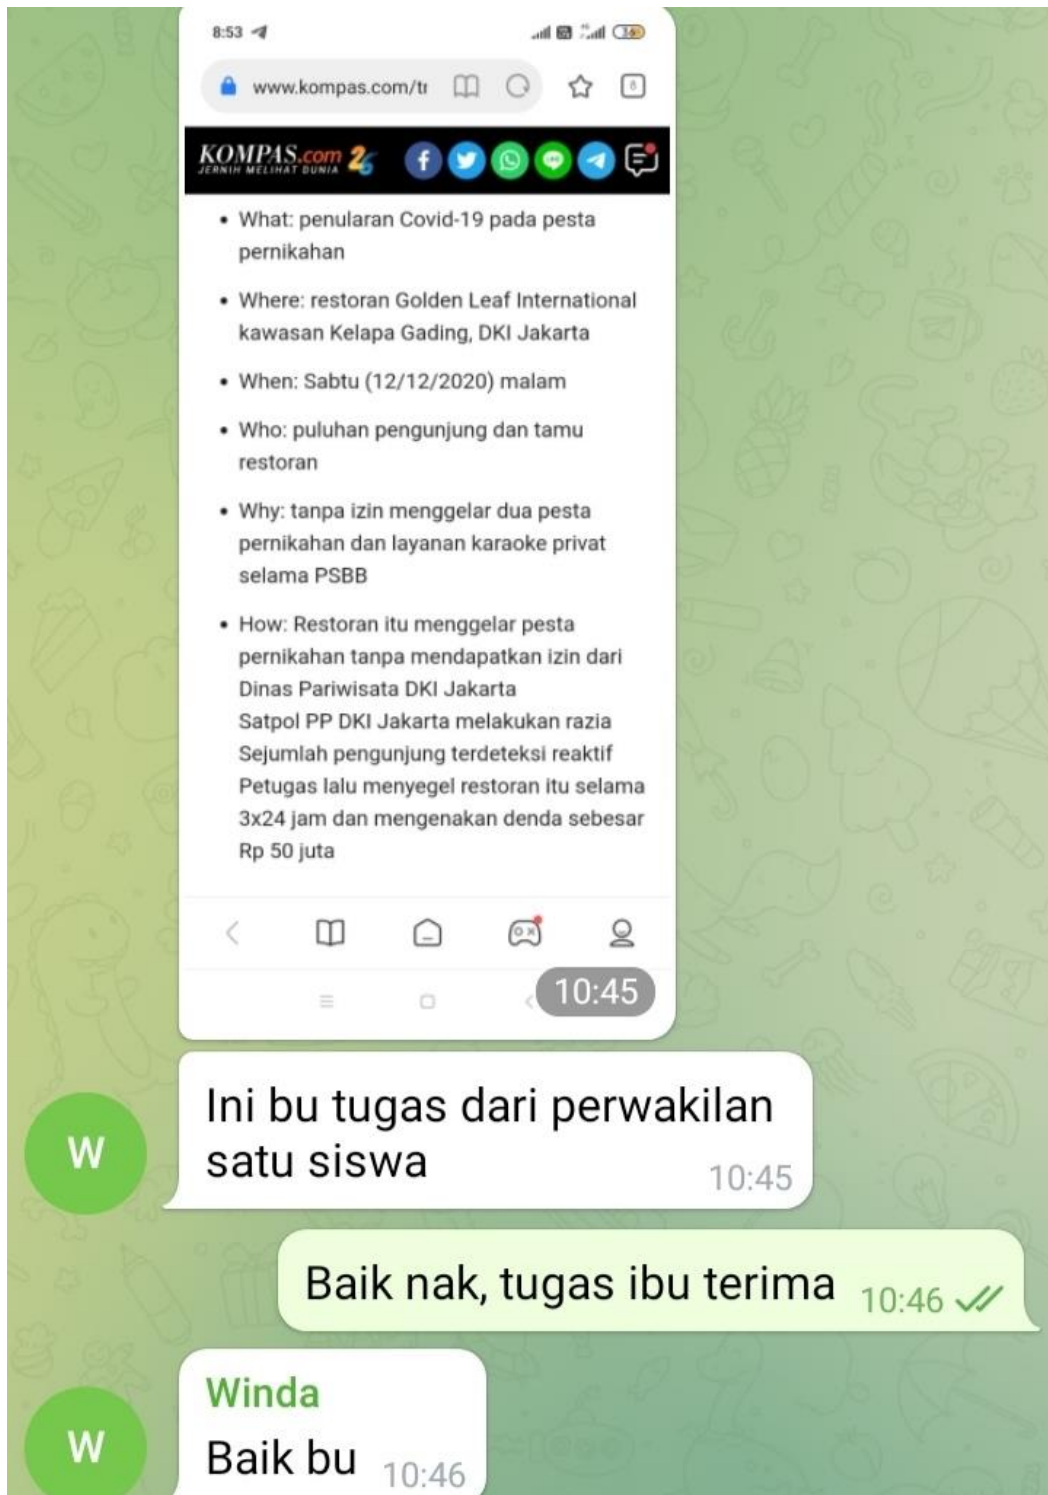 8:53
www.kompas.com/tr
8
KOMPAS.com 26
JERNIH MELIHAT DUNIA
• What: penularan Covid-19 pada pesta
pernikahan
• Where: restoran Golden Leaf International
kawasan Kelapa Gading, DKI Jakarta
• When: Sabtu (12/12/2020) malam
• Who: puluhan pengunjung dan tamu
restoran
• Why: tanpa izin menggelar dua pesta
pernikahan dan layanan karaoke privat
selama PSBB
• How: Restoran itu menggelar pesta
pernikahan tanpa mendapatkan izin dari
Dinas Pariwisata DKI Jakarta
Satpol PP DKI Jakarta melakukan razia
Sejumlah pengunjung terdeteksi reaktif
Petugas lalu menyegel restoran itu selama
3x24 jam dan mengenakan denda sebesar
Rp 50 juta
10:45
Ini bu tugas dari perwakilan
satu siswa
10:45
W
Baik nak, tugas ibu terima 10:46
Winda
W
Baik bu 10:46